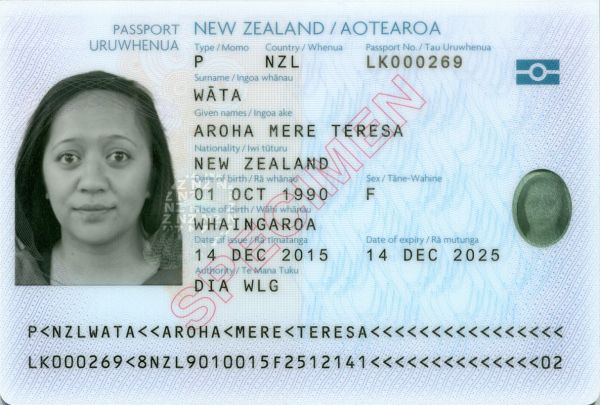 PASSPORT
URUWHENUA
NEW ZEALAND / AOTEAROA
Type / Momo Country / Whenua Passport No. / Tau Uruwhenua
P NZL LK000269
Surname / Ingoa whānau
WĀTA
Given names / Ingoa ake
AROHA MERE TERESA
Nationality / Iwi tūturu
NEW ZEALAND
Date of birth / Rā whānau Sex / Tāne-Wahine
01 OCT 1990 F
Place of birth / Wāhi whānau
WHAINGAROA
Date of issue / Rā timatanga Date of expiry / Rā mutunga
14 DEC 2015 14 DEC 2025
Authority / Te Mana Tuku
DIA WLG
SPECIMEN
P<NZLWATA<<AROHA<MERE<TERESA<<<<<<<<<<<<<<<<
LK000269<8NZL9010015F2512141<<<<<<<<<<<<<<02